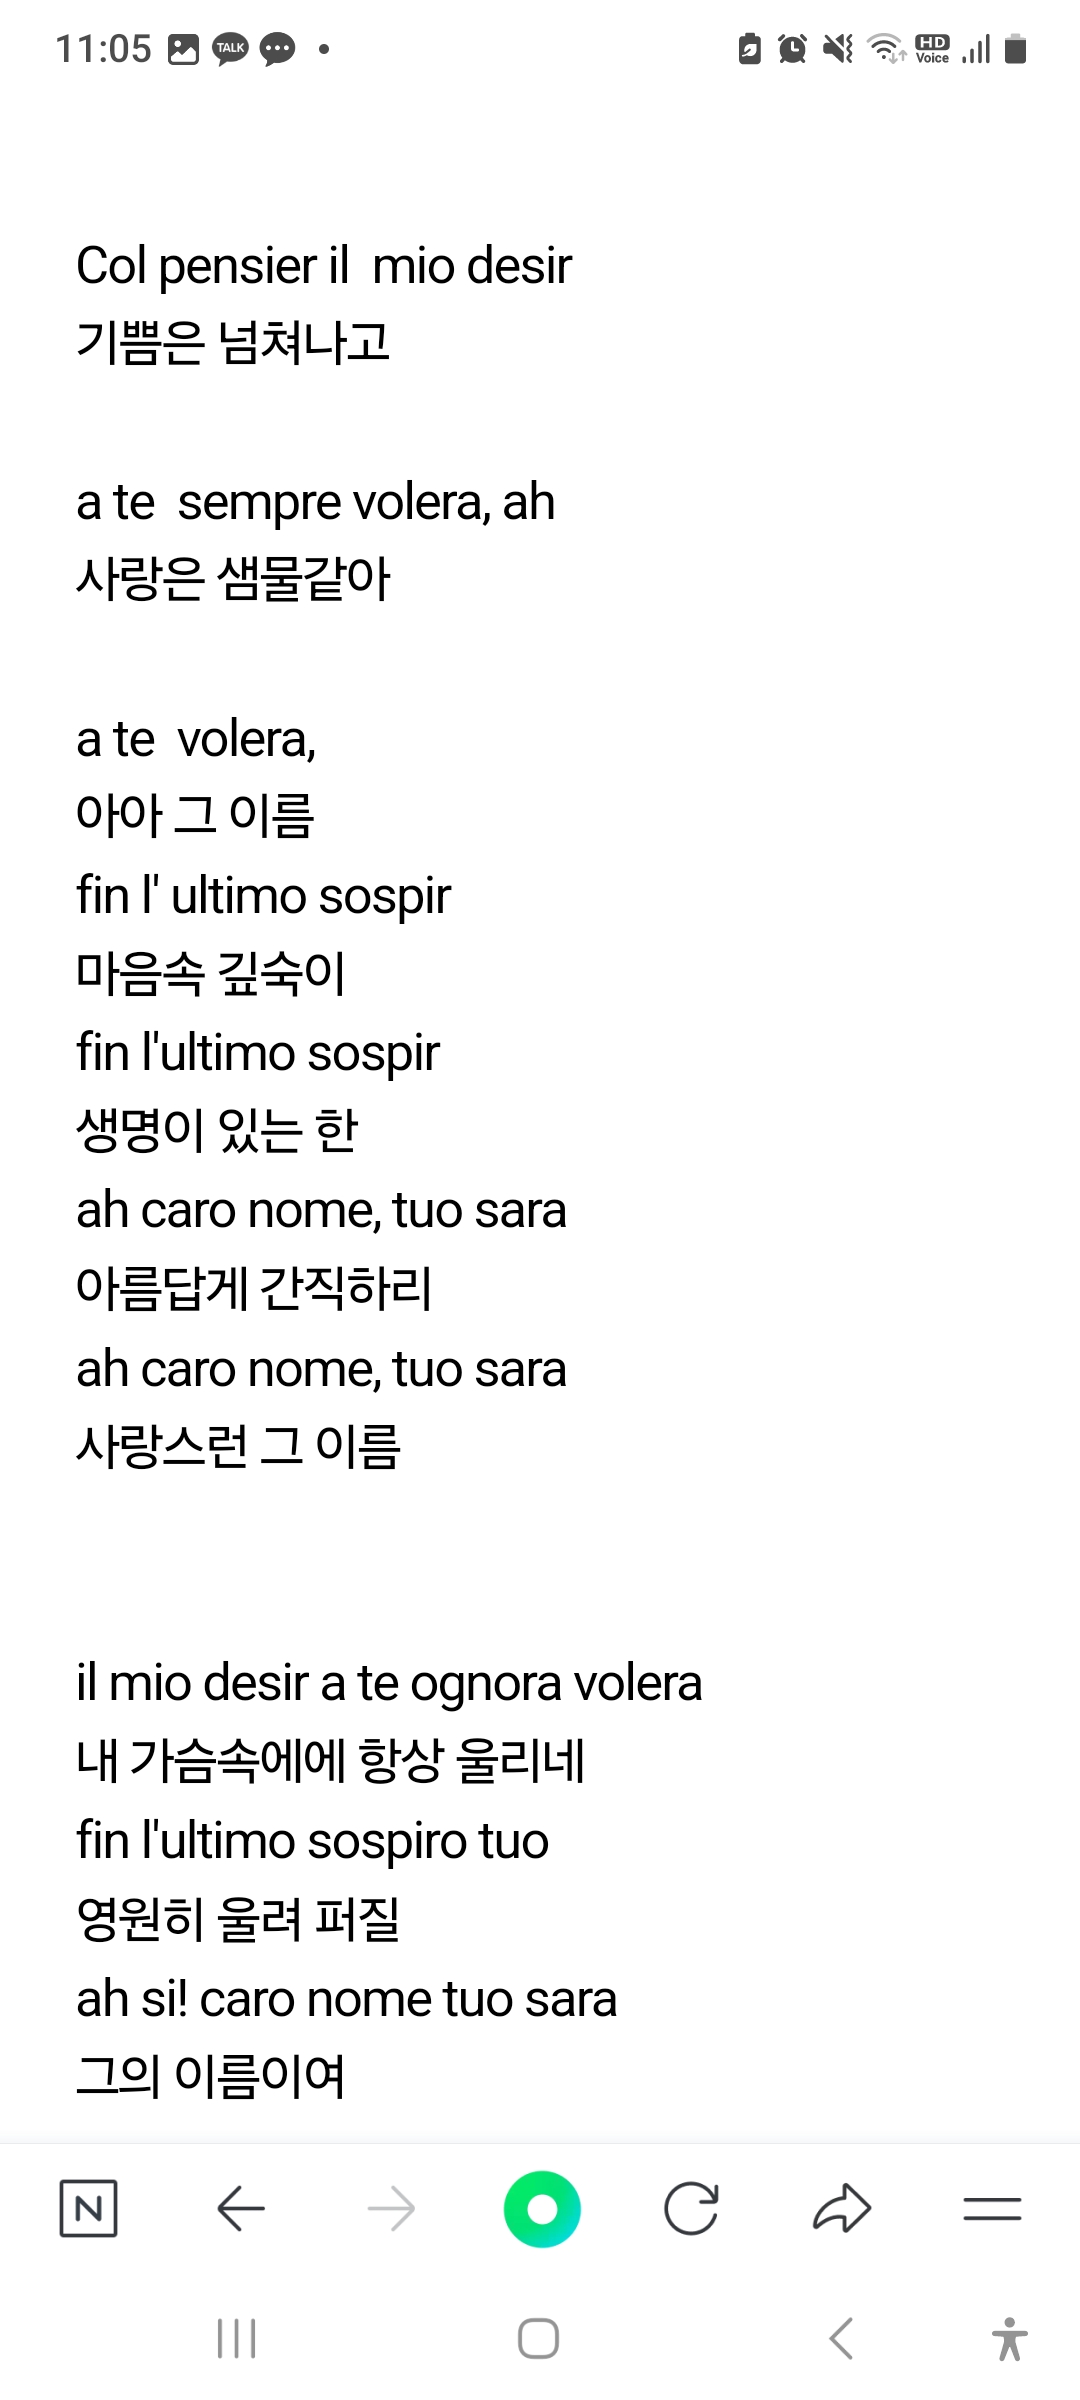 11:05 TALK HD Voice
Col pensier il  mio desir
기쁨은 넘쳐나고
a te  sempre volera, ah
사랑은 샘물같아
a te  volera,
아아 그 이름
fin l' ultimo sospir
마음속 깊숙이
fin l'ultimo sospir
생명이 있는 한
ah caro nome, tuo sara
아름답게 간직하리
ah caro nome, tuo sara
사랑스런 그 이름
il mio desir a te ognora volera
내 가슴속에에 항상 울리네
fin l'ultimo sospiro tuo
영원히 울려 퍼질
ah si! caro nome tuo sara
그의 이름이여
N